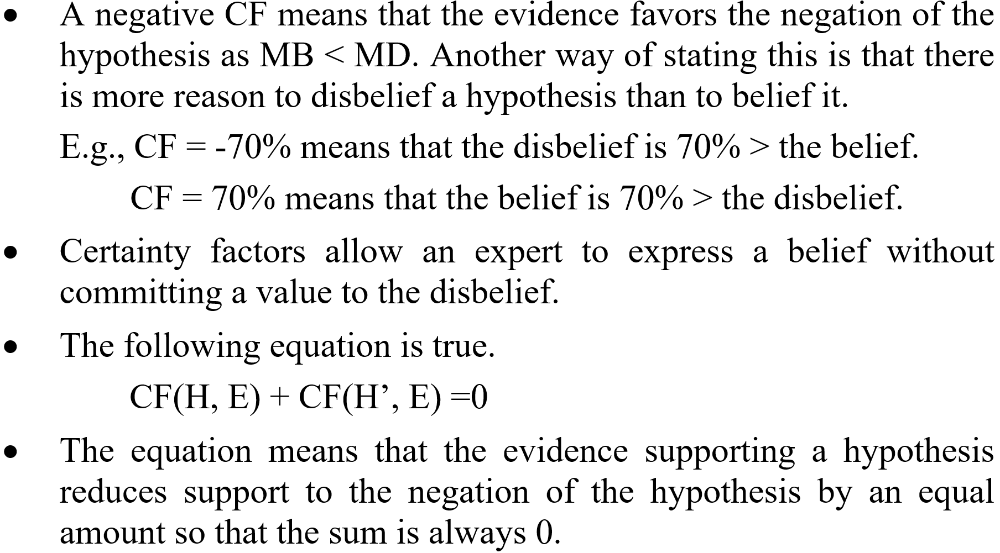 • A negative CF means that the evidence favors the negation of the
hypothesis as MB < MD. Another way of stating this is that there
is more reason to disbelief a hypothesis than to belief it.
E.g., CF = -70% means that the disbelief is 70% > the belief.
CF = 70% means that the belief is 70% > the disbelief.
• Certainty factors allow an expert to express a belief without
committing a value to the disbelief.
• The following equation is true.
CF(H, E) + CF(H’, E) =0
• The equation means that the evidence supporting a hypothesis
reduces support to the negation of the hypothesis by an equal
amount so that the sum is always 0.